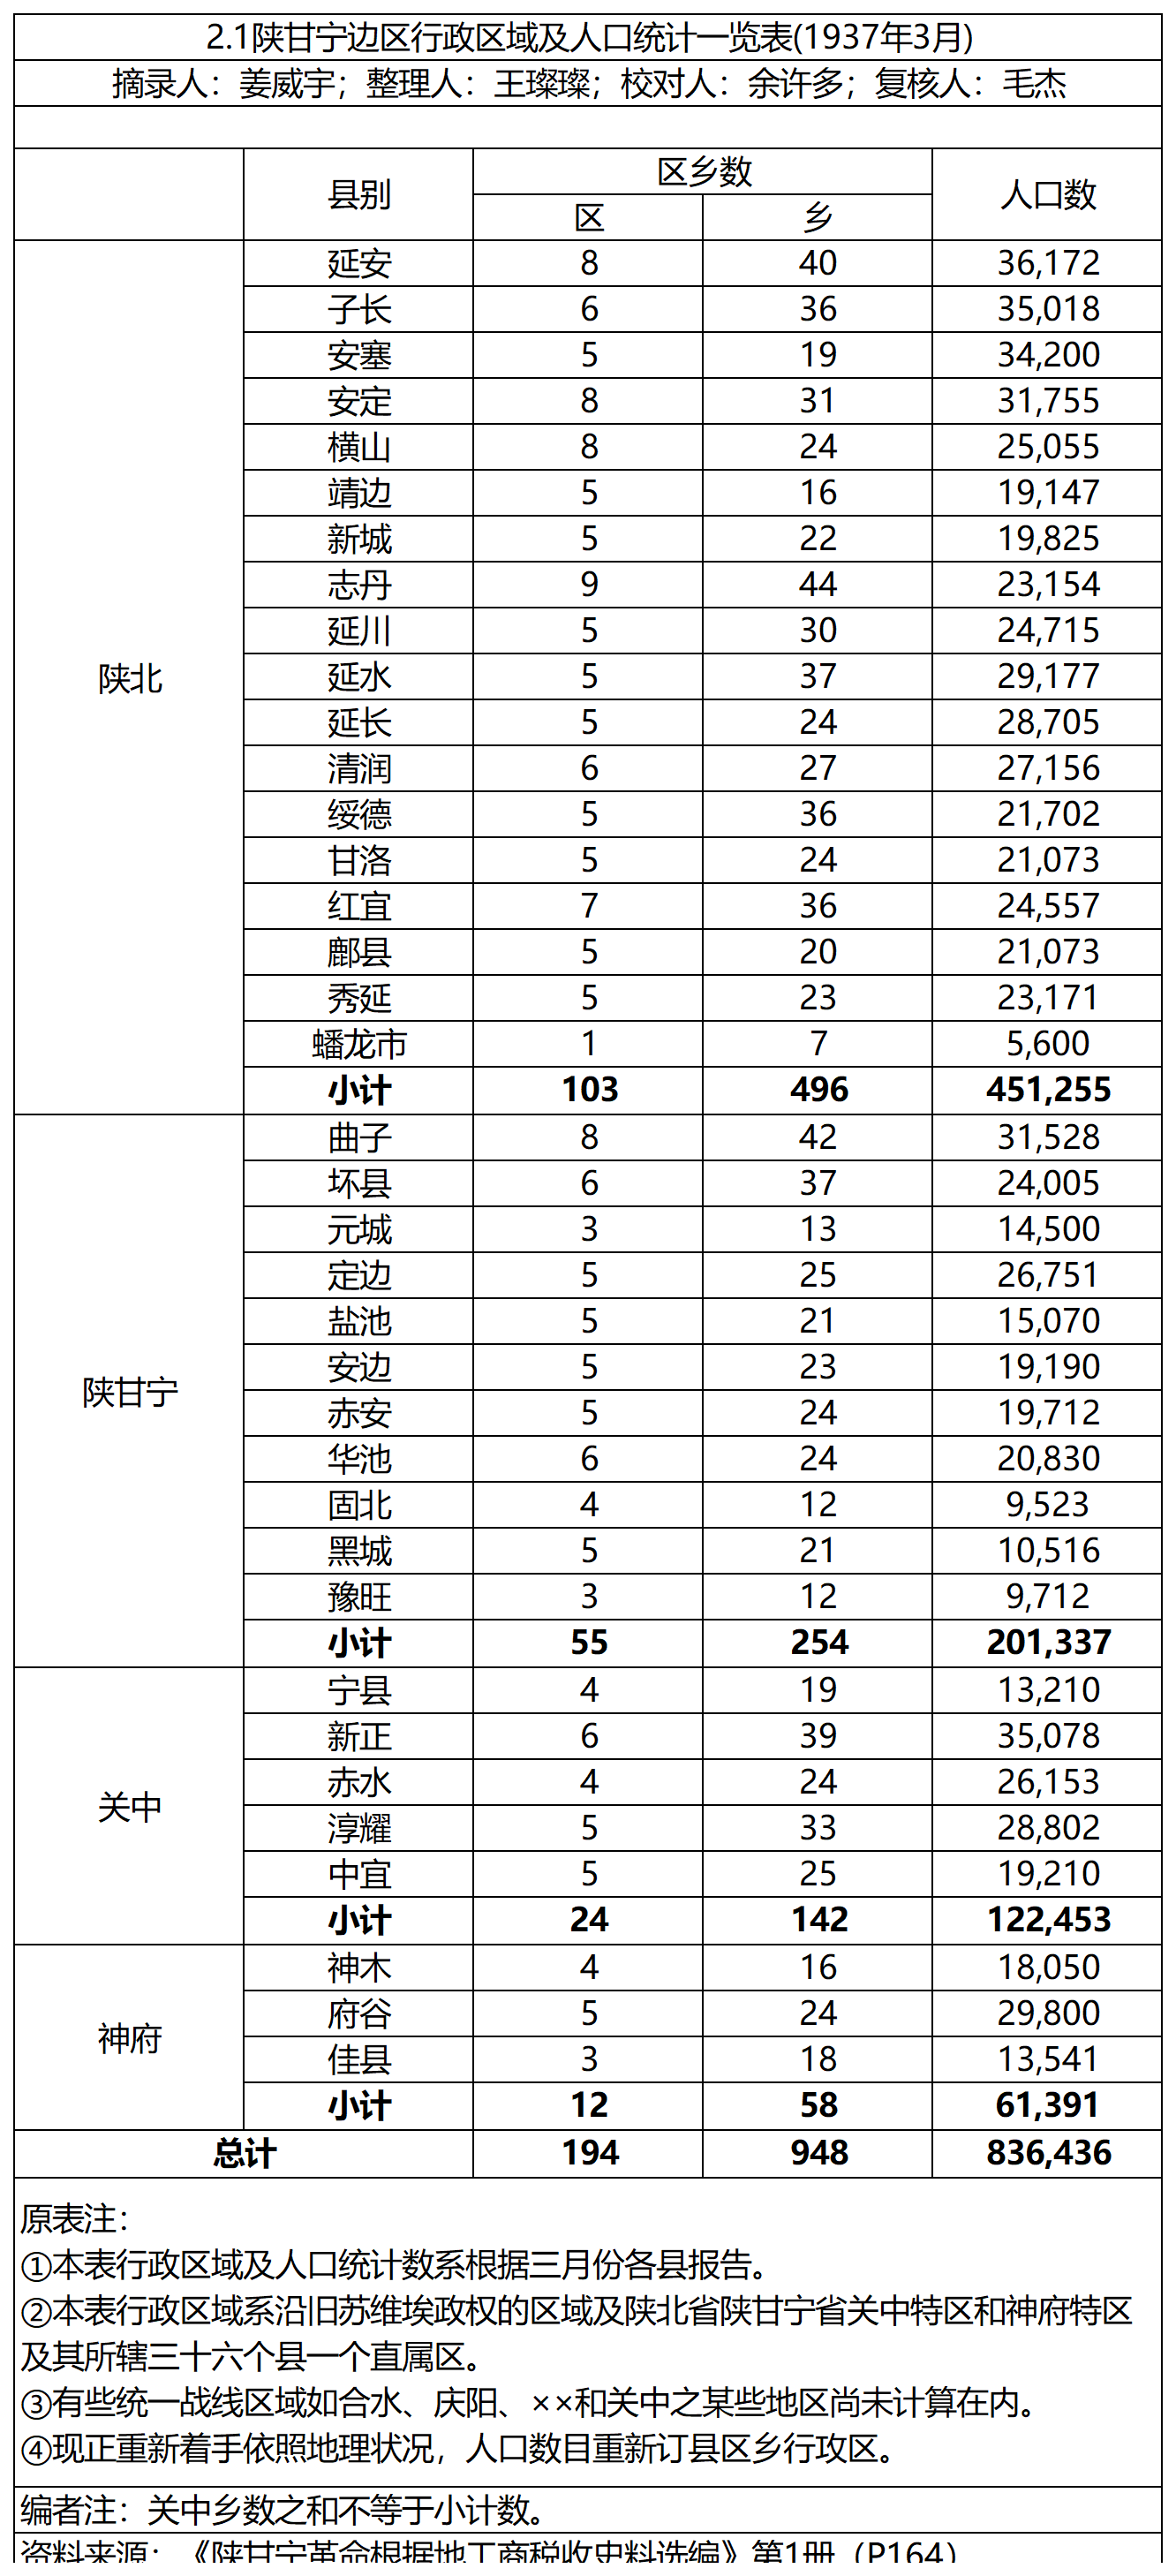 2.1陕甘宁边区行政区域及人口统计一览表(1937年3月)
摘录人：姜威宇；整理人：王璨璨；校对人：余许多；复核人：毛杰
县别 区乡数 人口数
区 乡
陕北
延安 8 40 36,172
子长 6 36 35,018
安塞 5 19 34,200
安定 8 31 31,755
横山 8 24 25,055
靖边 5 16 19,147
新城 5 22 19,825
志丹 9 44 23,154
延川 5 30 24,715
延水 5 37 29,177
延长 5 24 28,705
清润 6 27 27,156
绥德 5 36 21,702
甘洛 5 24 21,073
红宜 7 36 24,557
鄜县 5 20 21,073
秀延 5 23 23,171
蟠龙市 1 7 5,600
小计 103 496 451,255
陕甘宁
曲子 8 42 31,528
坏县 6 37 24,005
元城 3 13 14,500
定边 5 25 26,751
盐池 5 21 15,070
安边 5 23 19,190
赤安 5 24 19,712
华池 6 24 20,830
固北 4 12 9,523
黑城 5 21 10,516
豫旺 3 12 9,712
小计 55 254 201,337
关中
宁县 4 19 13,210
新正 6 39 35,078
赤水 4 24 26,153
淳耀 5 33 28,802
中宜 5 25 19,210
小计 24 142 122,453
神府
神木 4 16 18,050
府谷 5 24 29,800
佳县 3 18 13,541
小计 12 58 61,391
总计 194 948 836,436
原表注：
①本表行政区域及人口统计数系根据三月份各县报告。
②本表行政区域系沿旧苏维埃政权的区域及陕北省陕甘宁省关中特区和神府特区
及其所辖三十六个县一个直属区。
③有些统一战线区域如合水、庆阳、××和关中之某些地区尚未计算在内。
④现正重新着手依照地理状况，人口数目重新订县区乡行攻区。
编者注：关中乡数之和不等于小计数。
资料来源：《陕甘宁革命根据地工商税收史料选编》第1册（P164）